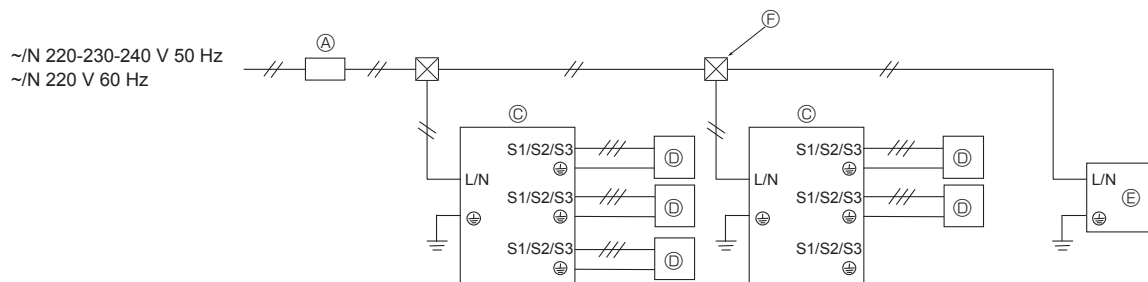 ~/N 220-230-240 V 50 Hz
~/N 220 V 60 Hz
Ⓐ
Ⓕ
Ⓒ
L/N
S1/S2/S3
S1/S2/S3
S1/S2/S3
Ⓓ
Ⓓ
Ⓓ
Ⓒ
L/N
S1/S2/S3
S1/S2/S3
S1/S2/S3
Ⓓ
Ⓓ
L/N
Ⓔ